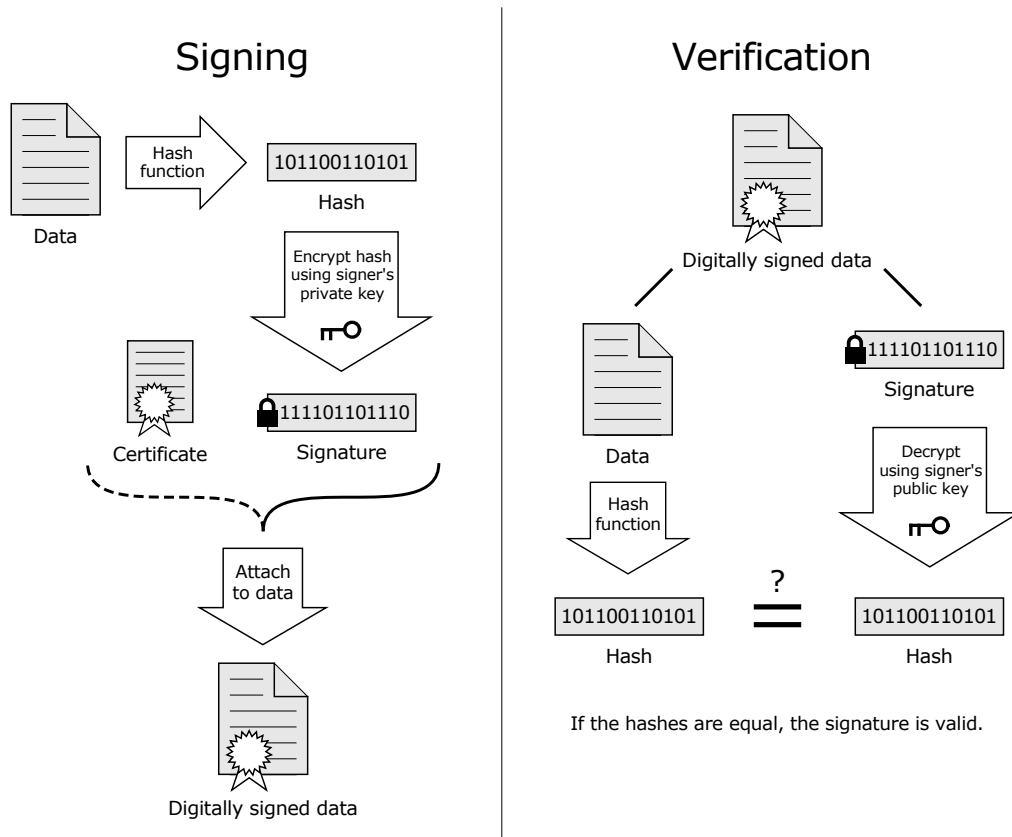 Signing
Data
Hash
function
101100110101
Hash
Encrypt hash
using signer's
private key
Certificate
111101101110
Signature
Attach
to data
Digitally signed data
Verification
Digitally signed data
Data
111101101110
Signature
Hash
function
Decrypt
using signer's
public key
101100110101
Hash
?
=
101100110101
Hash
If the hashes are equal, the signature is valid.